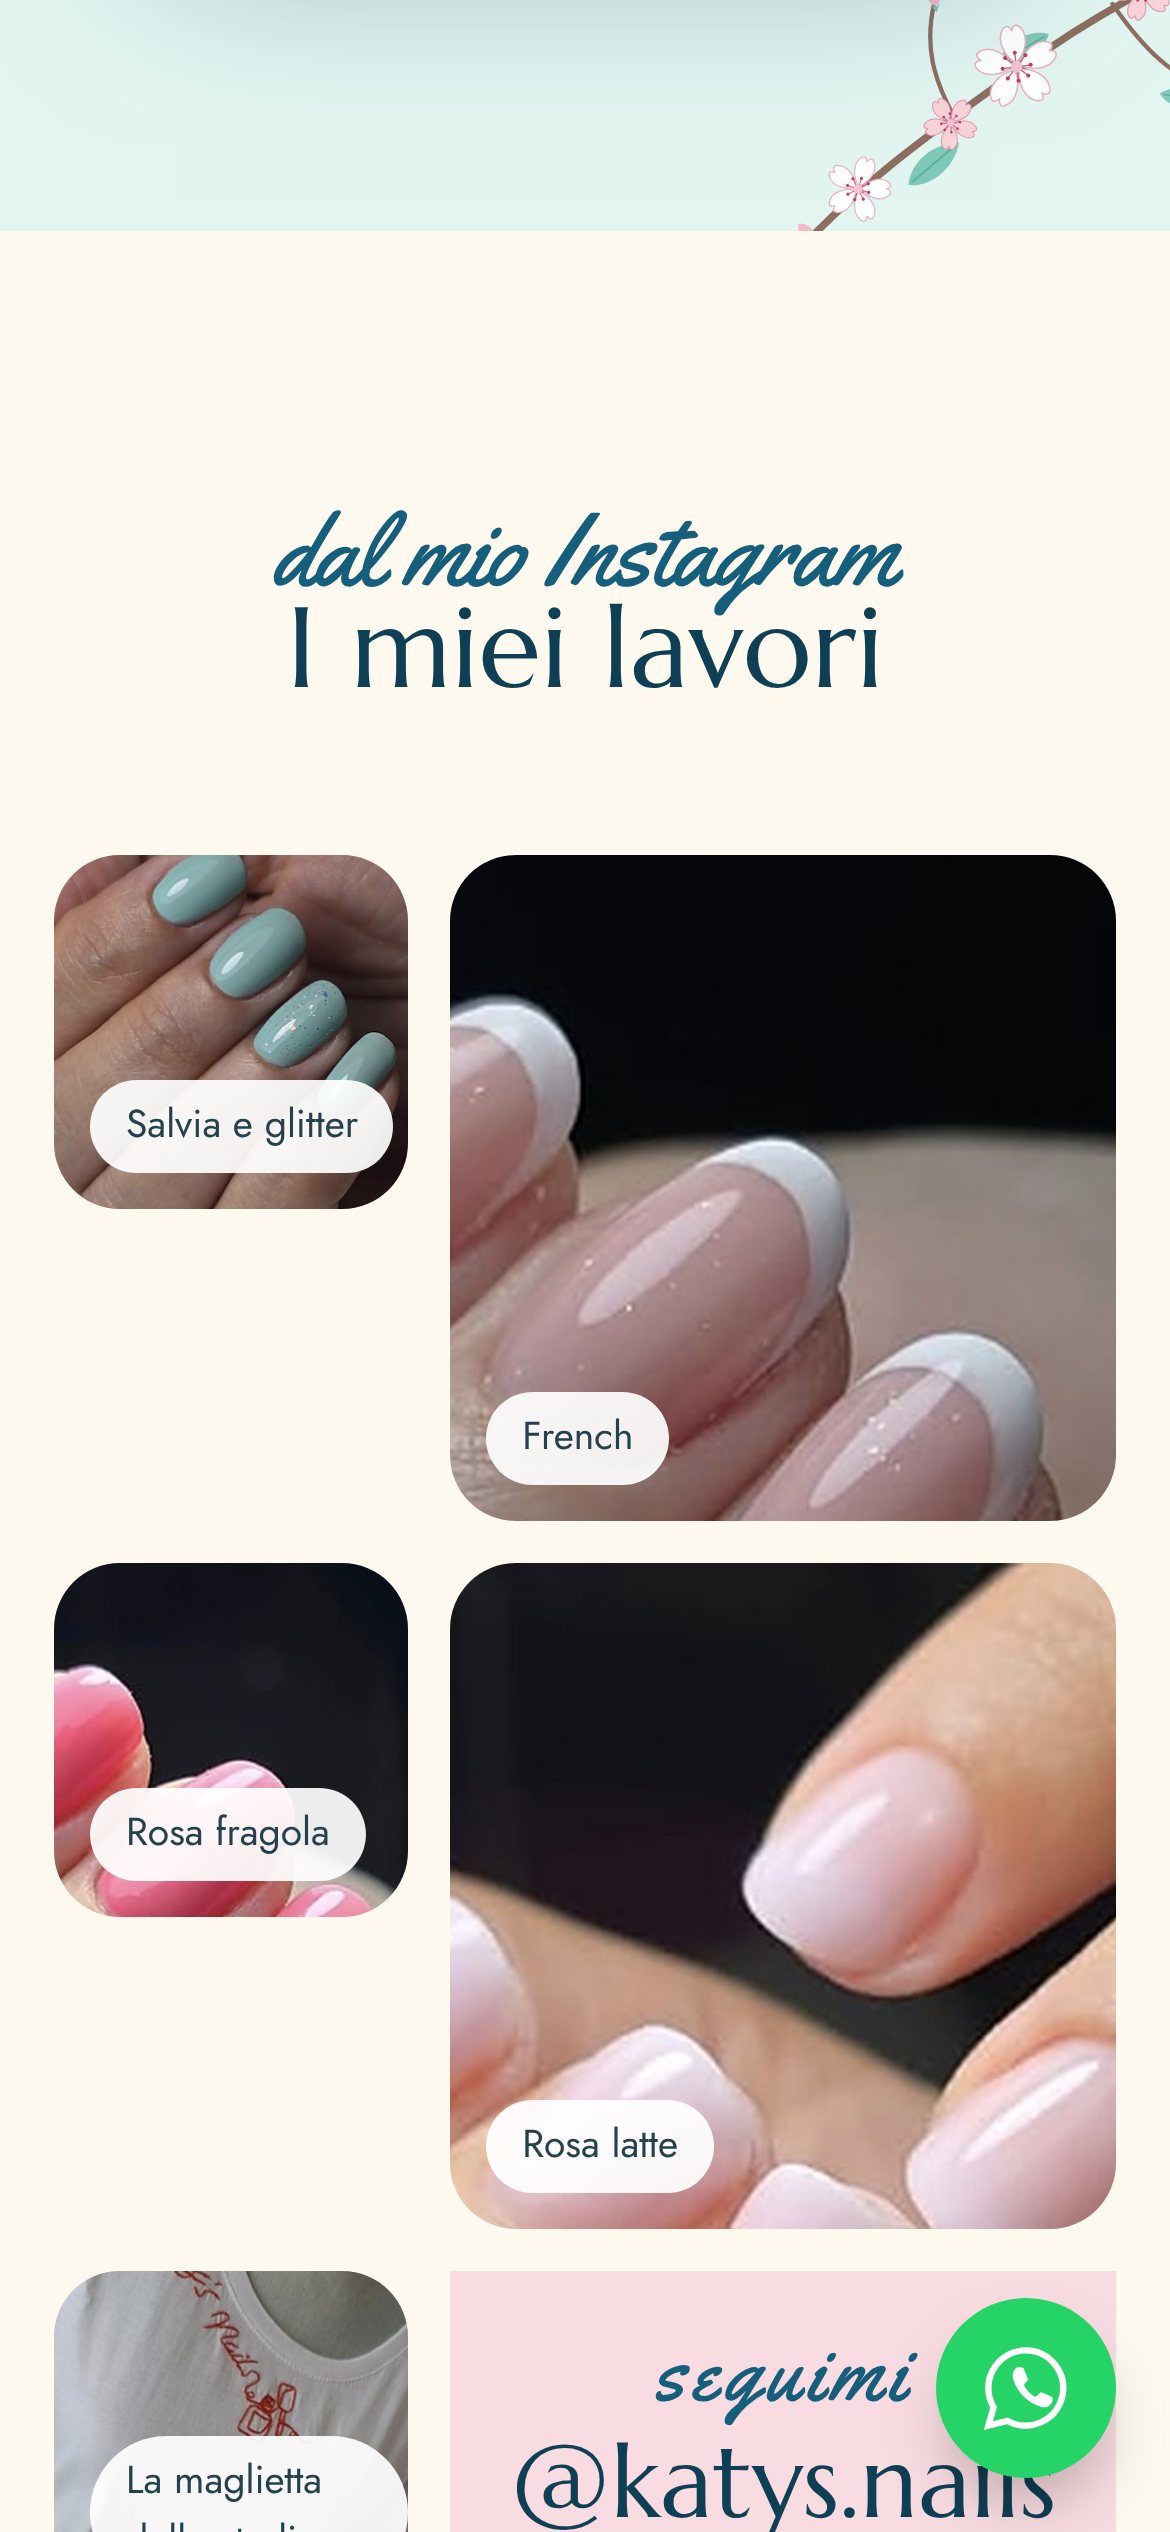 dal mio Instagram
I miei lavori
Salvia e glitter
French
Rosa fragola
Rosa latte
La maglietta
seguimi
@katys.nails